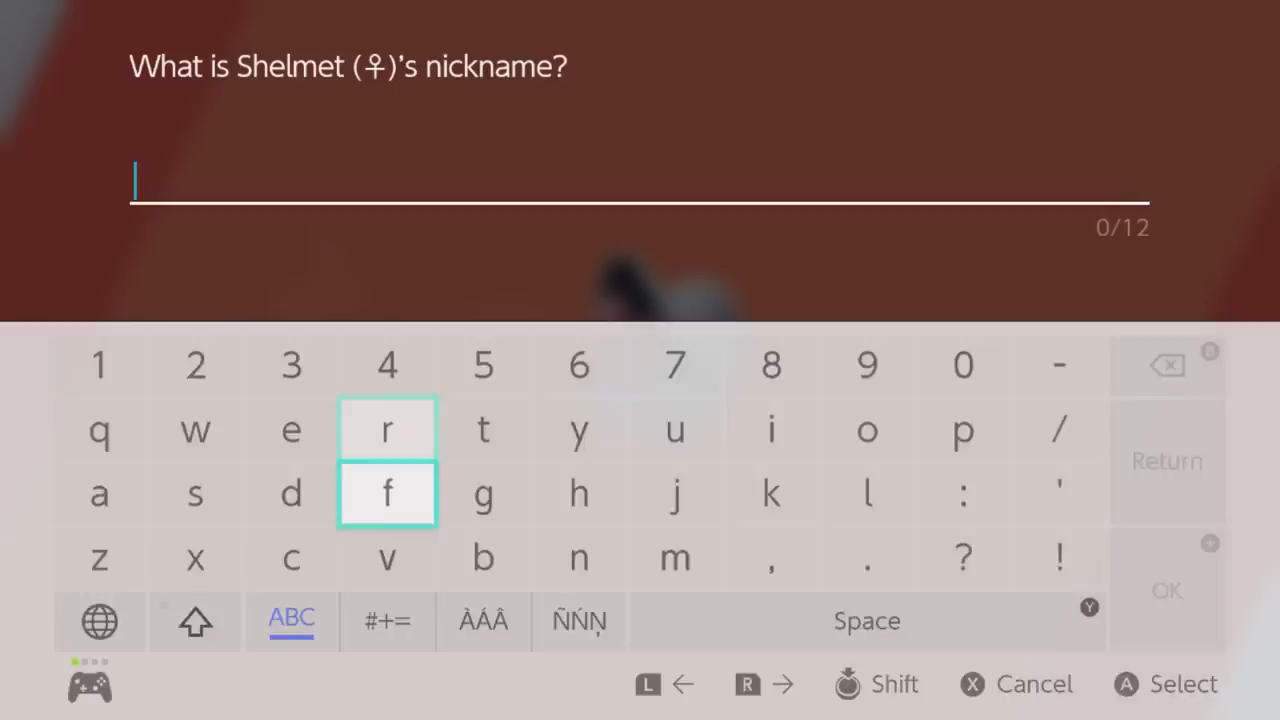 What is Shelmet (♀)'s nickname?
0/12
1 2 3 4 5 6 7 8 9 0 -
q w e r t y u i o p /
Return
a s d f g h j k l : '
z x c v b n m , . ? !
OK
ABC #+= ÀÁÂ ÑŃŅ Space Y
L ← R → Shift X Cancel A Select